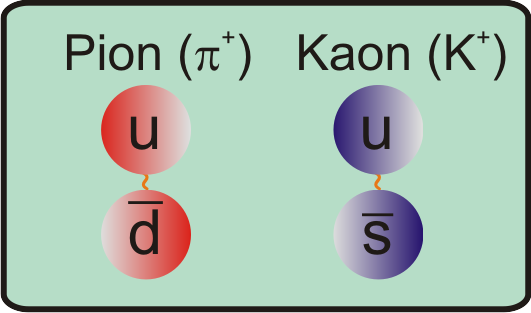 Pion (π⁺) Kaon (K⁺)
u u
d̅ s̅